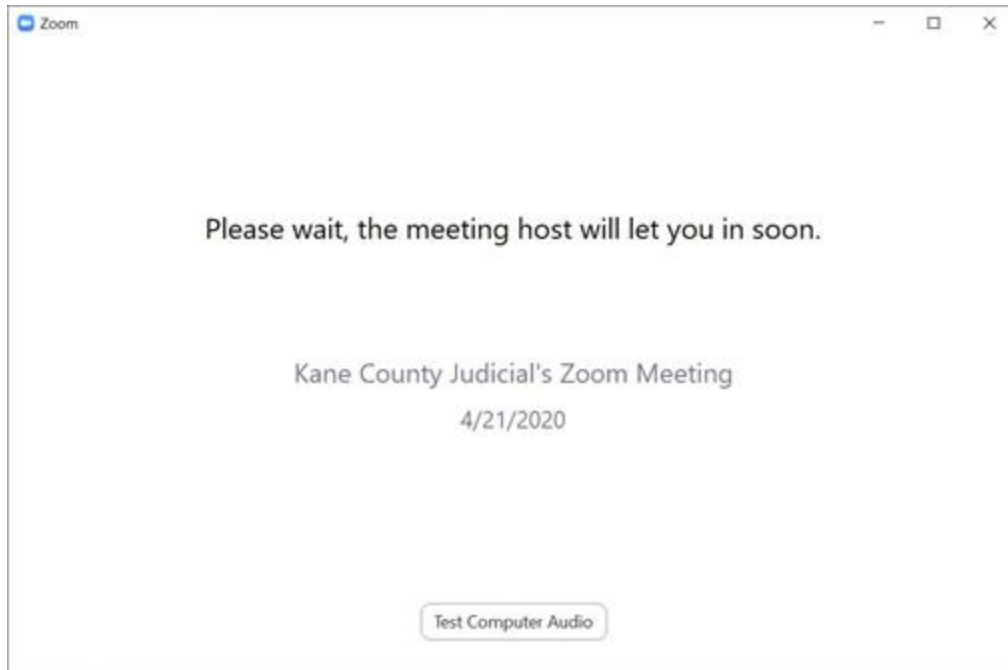 Zoom
Please wait, the meeting host will let you in soon.
Kane County Judicial's Zoom Meeting
4/21/2020
Test Computer Audio